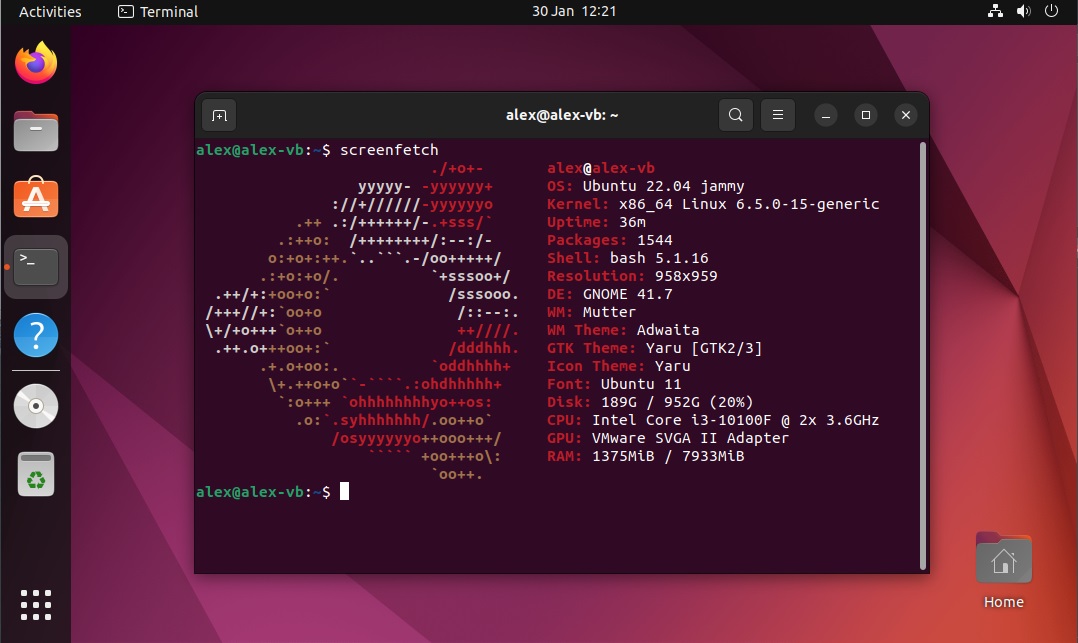 Activities
Terminal
30 Jan 12:21
alex@alex-vb: ~
alex@alex-vb:~$ screenfetch
./+o+- alex@alex-vb
yyyyy- -yyyyyy+ OS: Ubuntu 22.04 jammy
://+//////-yyyyyyo Kernel: x86_64 Linux 6.5.0-15-generic
.++ .:/++++++/-.+sss/` Uptime: 36m
.:++o: /++++++++/:--:/- Packages: 1544
o:+o+:++.`..```.-/oo+++++/ Shell: bash 5.1.16
.:+o:+o/. `+sssoo+/ Resolution: 958x959
.++/+:+oo+o:` /sssooo. DE: GNOME 41.7
/+++//+:`oo+o /::--:. WM: Mutter
\+/+o+++`o++o ++////. WM Theme: Adwaita
.++.o+++oo+:` /dddhhh. GTK Theme: Yaru [GTK2/3]
.+.o+oo:. `oddhhhh+ Icon Theme: Yaru
\+.++o+o``-````.:ohdhhhhh+ Font: Ubuntu 11
`:o+++ `ohhhhhhhhyo++os: Disk: 189G / 952G (20%)
.o:`.syhhhhhhh/.oo++o` CPU: Intel Core i3-10100F @ 2x 3.6GHz
/osyyyyyyo++ooo+++/ GPU: VMware SVGA II Adapter
````` +oo+++o\: RAM: 1375MiB / 7933MiB
`oo++.
alex@alex-vb:~$
Home